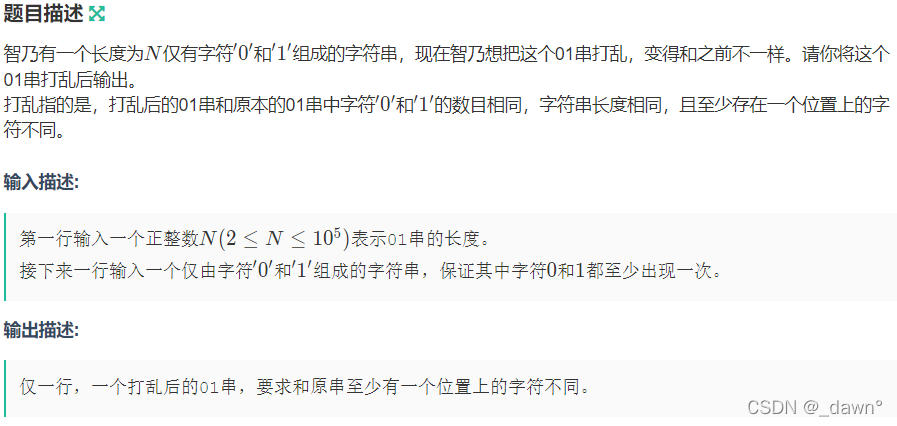 题目描述
智乃有一个长度为N仅有字符'0'和'1'组成的字符串，现在智乃想把这个01串打乱，变得和之前不一样。请你将这个
01串打乱后输出。
打乱指的是，打乱后的01串和原本的01串中字符'0'和'1'的数目相同，字符串长度相同，且至少存在一个位置上的字
符不同。
输入描述:
第一行输入一个正整数N(2 ≤ N ≤ 10⁵)表示01串的长度。
接下来一行输入一个仅由字符'0'和'1'组成的字符串，保证其中字符0和1都至少出现一次。
输出描述:
仅一行，一个打乱后的01串，要求和原串至少有一个位置上的字符不同。
CSDN @_dawn°